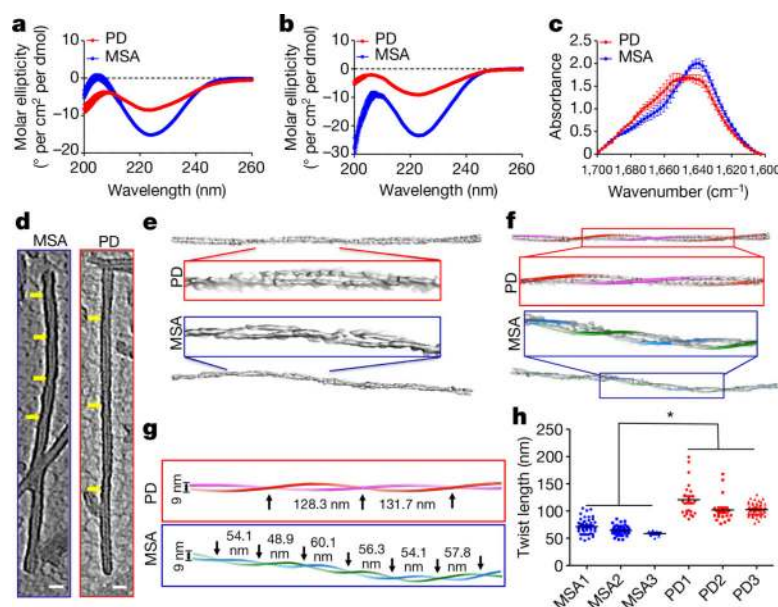 a
PD
MSA
Molar ellipticity
(° per cm² per dmol)
10
0
–10
–20
200 220 240 260
Wavelength (nm)
b
PD
MSA
Molar ellipticity
(° per cm² per dmol)
10
0
–10
–20
–30
200 220 240 260
Wavelength (nm)
c
PD
MSA
Absorbance
2.5
2.0
1.5
1.0
0.5
0
1,700 1,680 1,660 1,640 1,620 1,600
Wavenumber (cm⁻¹)
d
MSA PD
e
PD
MSA
f
PD
MSA
g
PD
9 nm
128.3 nm 131.7 nm
MSA
9 nm
54.1 nm
48.9 nm
60.1 nm
56.3 nm
54.1 nm
57.8 nm
h
*
Twist length (nm)
250
200
150
100
50
0
MSA1 MSA2 MSA3 PD1 PD2 PD3